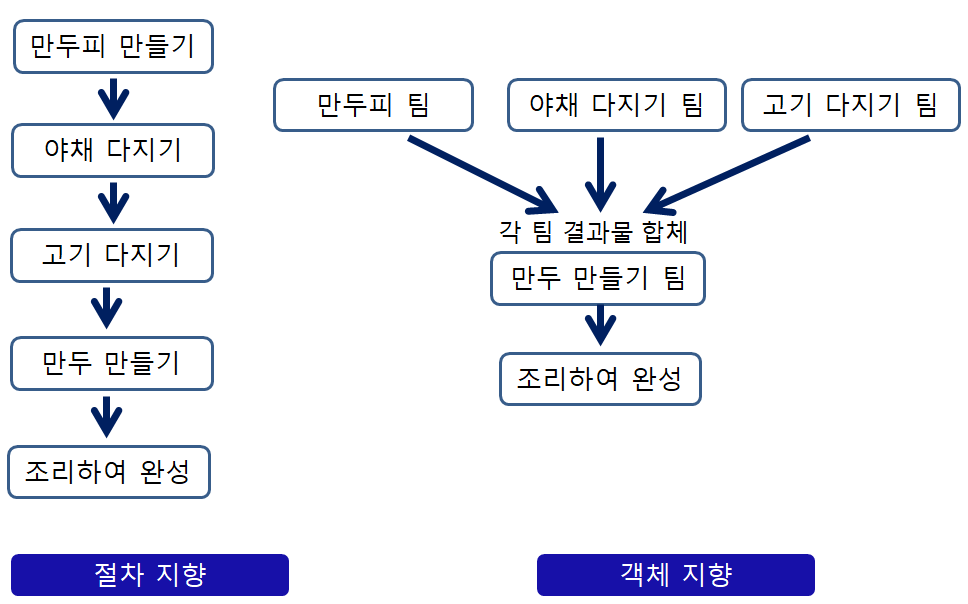 만두피 만들기
야채 다지기
고기 다지기
만두 만들기
조리하여 완성
절차 지향
만두피 팀
야채 다지기 팀
고기 다지기 팀
각 팀 결과물 합체
만두 만들기 팀
조리하여 완성
객체 지향